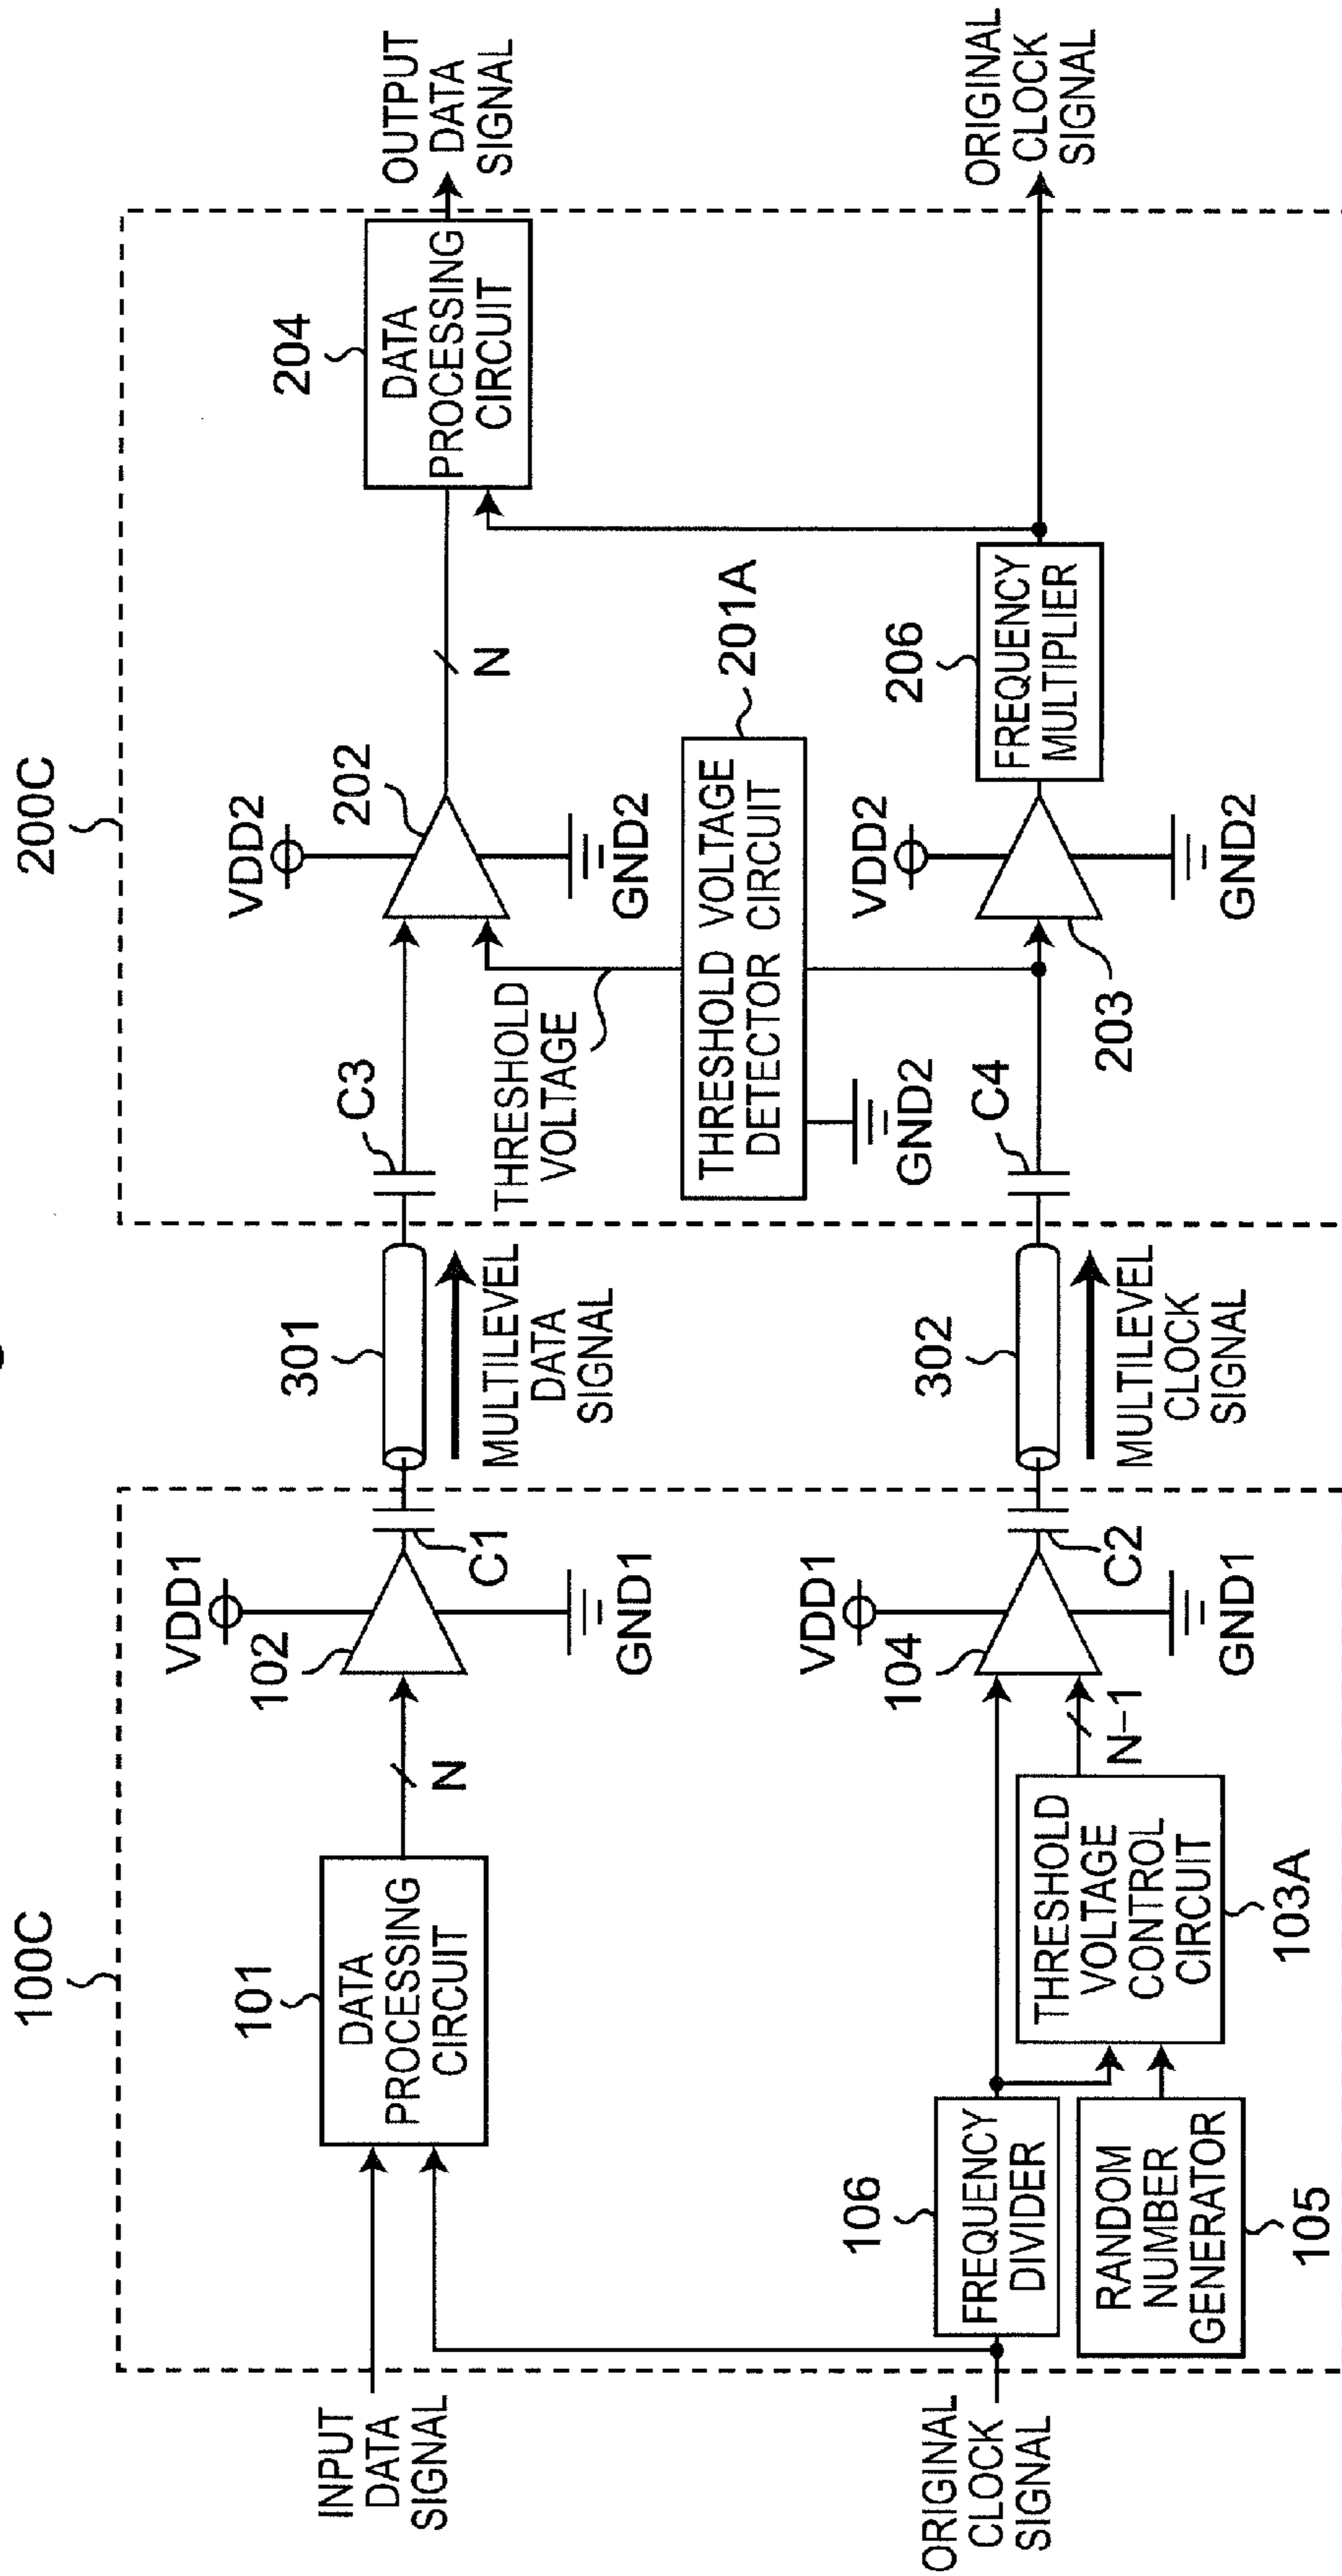 100C
INPUT
DATA
SIGNAL
ORIGINAL
CLOCK
SIGNAL
101
DATA
PROCESSING
CIRCUIT
N
VDD1
102
GND1
C1
106
FREQUENCY
DIVIDER
RANDOM
NUMBER
GENERATOR
105
THRESHOLD
VOLTAGE
CONTROL
CIRCUIT
103A
N-1
VDD1
104
GND1
C2
301
MULTILEVEL
DATA
SIGNAL
302
MULTILEVEL
CLOCK
SIGNAL
200C
C3
THRESHOLD
VOLTAGE
VDD2
202
GND2
N
THRESHOLD VOLTAGE
DETECTOR CIRCUIT
201A
GND2
C4
VDD2
203
GND2
206
FREQUENCY
MULTIPLIER
204
DATA
PROCESSING
CIRCUIT
OUTPUT
DATA
SIGNAL
ORIGINAL
CLOCK
SIGNAL